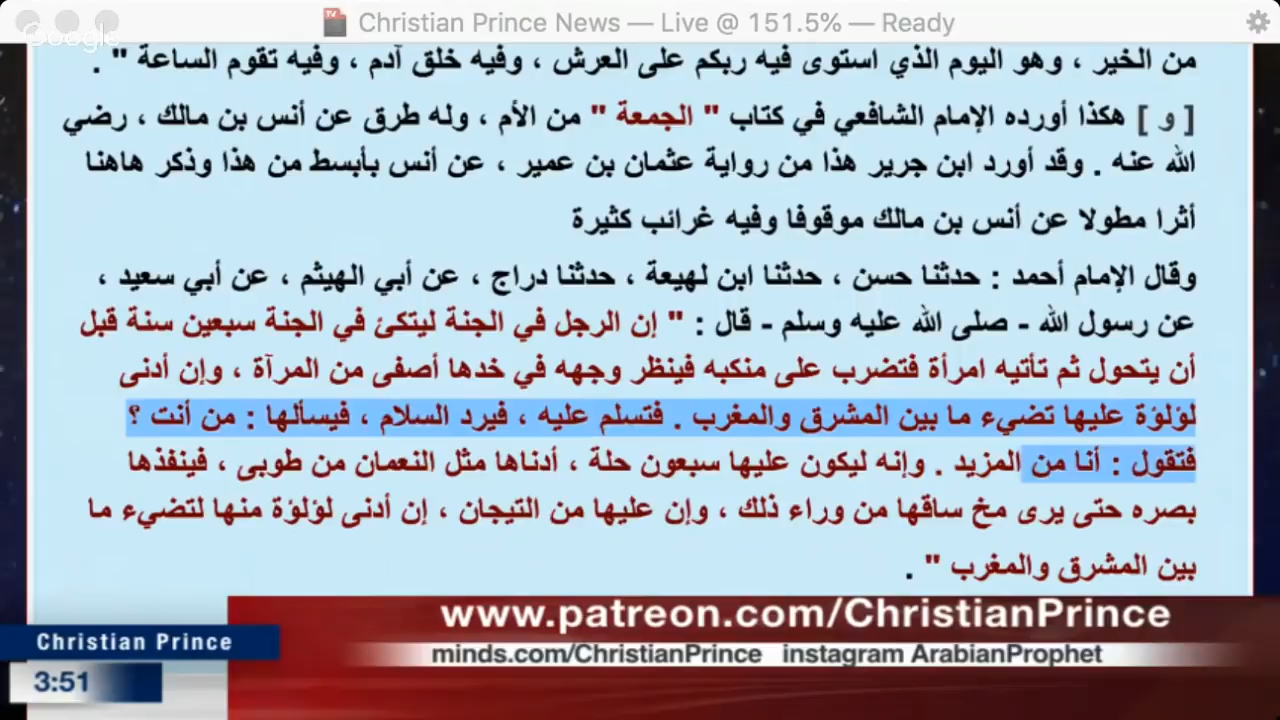 Christian Prince News — Live @ 151.5% — Ready
Google
من الخير ، وهو اليوم الذي استوى فيه ربكم على العرش ، وفيه خلق آدم ، وفيه تقوم الساعة " .
[ و ] هكذا أورده الإمام الشافعي في كتاب " الجمعة " من الأم ، وله طرق عن أنس بن مالك ، رضي
الله عنه . وقد أورد ابن جرير هذا من رواية عثمان بن عمير ، عن أنس بأبسط من هذا وذكر هاهنا
أثرا مطولا عن أنس بن مالك موقوفا وفيه غرائب كثيرة
وقال الإمام أحمد : حدثنا حسن ، حدثنا ابن لهيعة ، حدثنا دراج ، عن أبي الهيثم ، عن أبي سعيد ،
عن رسول الله - صلى الله عليه وسلم - قال : " إن الرجل في الجنة ليتكئ في الجنة سبعين سنة قبل
أن يتحول ثم تأتيه امرأة فتضرب على منكبه فينظر وجهه في خدها أصفى من المرآة ، وإن أدنى
لؤلؤة عليها تضيء ما بين المشرق والمغرب . فتسلم عليه ، فيرد السلام ، فيسألها : من أنت ؟
فتقول : أنا من المزيد . وإنه ليكون عليها سبعون حلة ، أدناها مثل النعمان من طوبى ، فينفذها
بصره حتى يرى مخ ساقها من وراء ذلك ، وإن عليها من التيجان ، إن أدنى لؤلؤة منها لتضيء ما
بين المشرق والمغرب " .
www.patreon.com/ChristianPrince
Christian Prince
minds.com/ChristianPrince instagram ArabianProphet
3:51